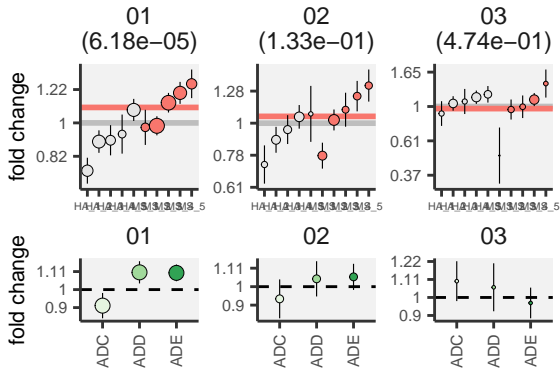 01
(6.18e−05)
02
(1.33e−01)
03
(4.74e−01)
fold change
1.22
1
0.82
1.28
1
0.78
0.61
1.65
1
0.61
0.37
01
02
03
fold change
1.11
1
0.9
1.11
1
0.9
1.22
1.11
1
0.9
ADC
ADD
ADE
ADC
ADD
ADE
ADC
ADD
ADE